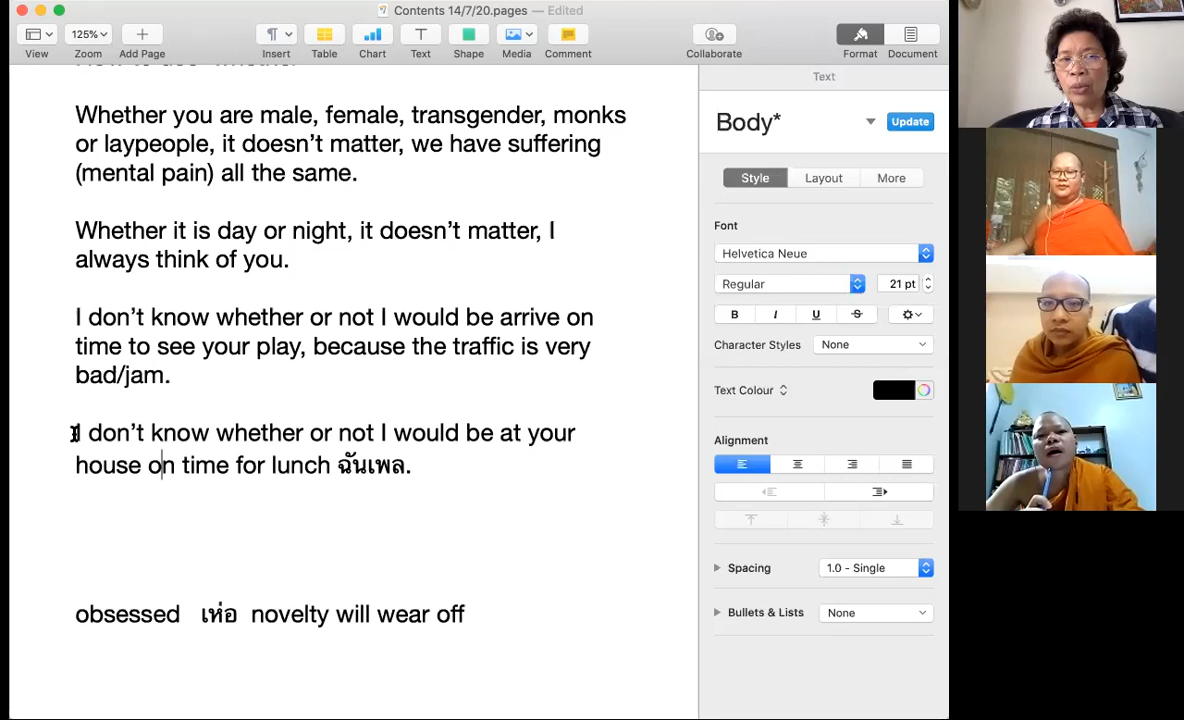 Contents 14/7/20.pages — Edited
125%
View
Zoom
Add Page
Insert
Table
Chart
Text
Shape
Media
Comment
Collaborate
Format
Document
How to use "whether"
Whether you are male, female, transgender, monks
or laypeople, it doesn't matter, we have suffering
(mental pain) all the same.
Whether it is day or night, it doesn't matter, I
always think of you.
I don't know whether or not I would be arrive on
time to see your play, because the traffic is very
bad/jam.
I don't know whether or not I would be at your
house on time for lunch ฉันเพล.
obsessed เห่อ novelty will wear off
Text
Body*
Update
Style
Layout
More
Font
Helvetica Neue
Regular
21 pt
B
I
U
S
Character Styles
None
Text Colour
Alignment
Spacing
1.0 - Single
Bullets & Lists
None